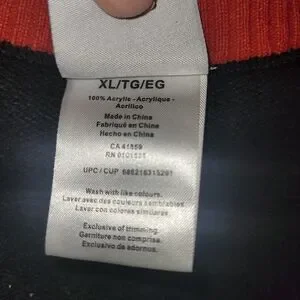 XL/TG/EG
100% Acrylic - Acrylique -
Acrílico
Made in China
Fabriqué en Chine
Hecho en China
CA 41559
UPC / CUP
Wash with like colours.
Laver avec des couleurs semblables
Lavar con colores similares
Exclusive of trimming.
Garniture non comprise.
Exclusivo de adornos.